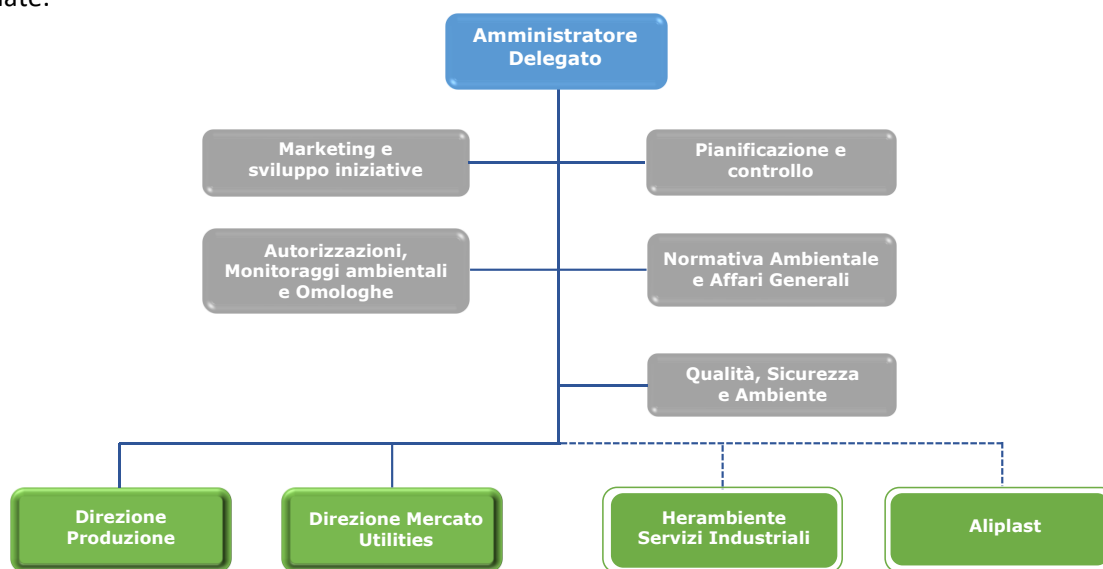 Amministratore
Delegato
Marketing e
sviluppo iniziative
Pianificazione e
controllo
Autorizzazioni,
Monitoraggi ambientali
e Omologhe
Normativa Ambientale
e Affari Generali
Qualità, Sicurezza
e Ambiente
Direzione
Produzione
Direzione Mercato
Utilities
Herambiente
Servizi Industriali
Aliplast